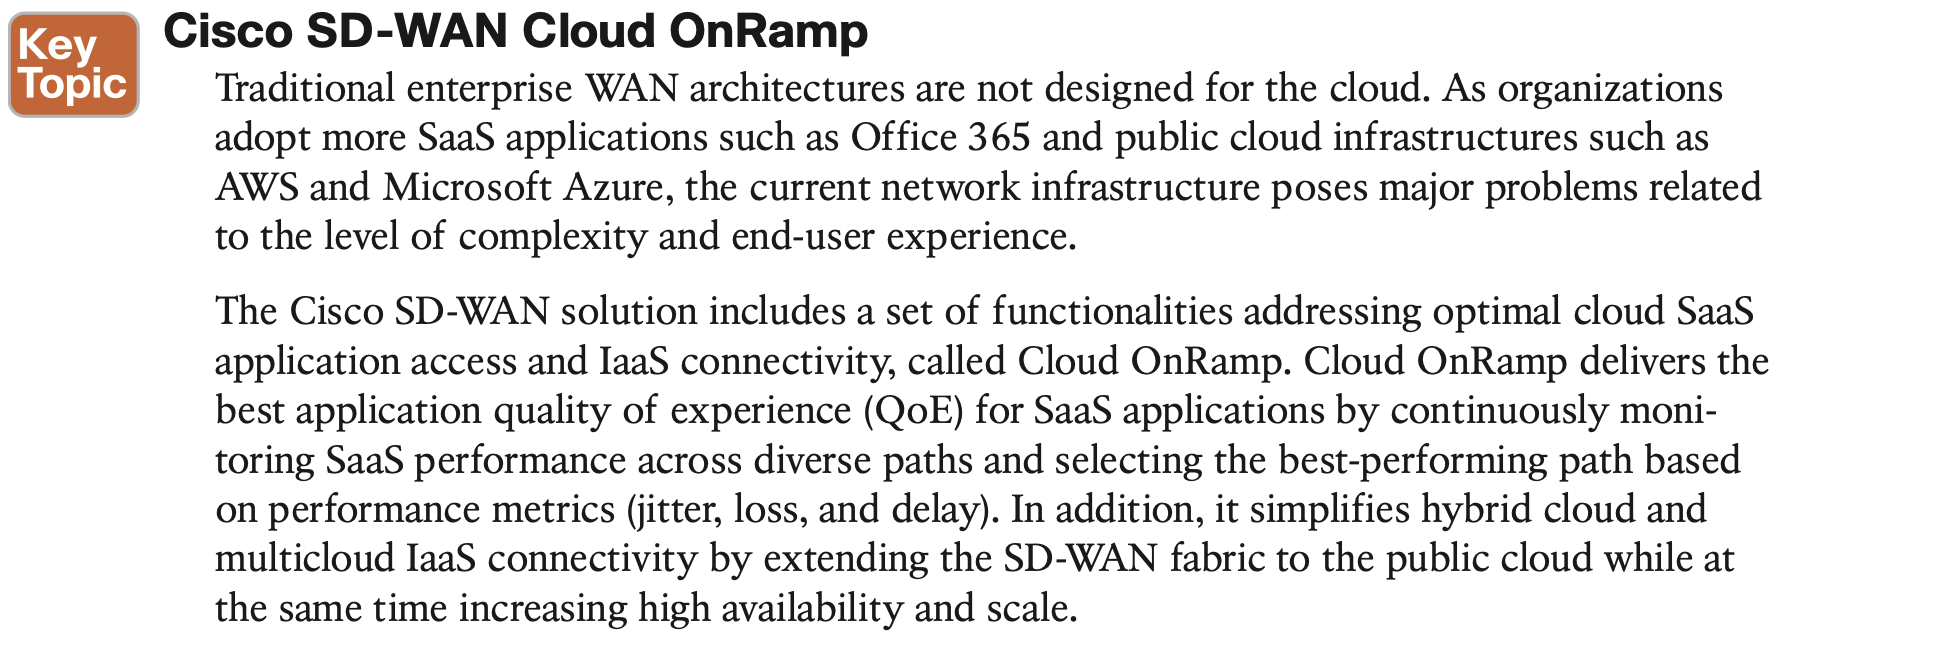 Key
Topic
Cisco SD-WAN Cloud OnRamp
Traditional enterprise WAN architectures are not designed for the cloud. As organizations
adopt more SaaS applications such as Office 365 and public cloud infrastructures such as
AWS and Microsoft Azure, the current network infrastructure poses major problems related
to the level of complexity and end-user experience.
The Cisco SD-WAN solution includes a set of functionalities addressing optimal cloud SaaS
application access and IaaS connectivity, called Cloud OnRamp. Cloud OnRamp delivers the
best application quality of experience (QoE) for SaaS applications by continuously moni-
toring SaaS performance across diverse paths and selecting the best-performing path based
on performance metrics (jitter, loss, and delay). In addition, it simplifies hybrid cloud and
multicloud IaaS connectivity by extending the SD-WAN fabric to the public cloud while at
the same time increasing high availability and scale.